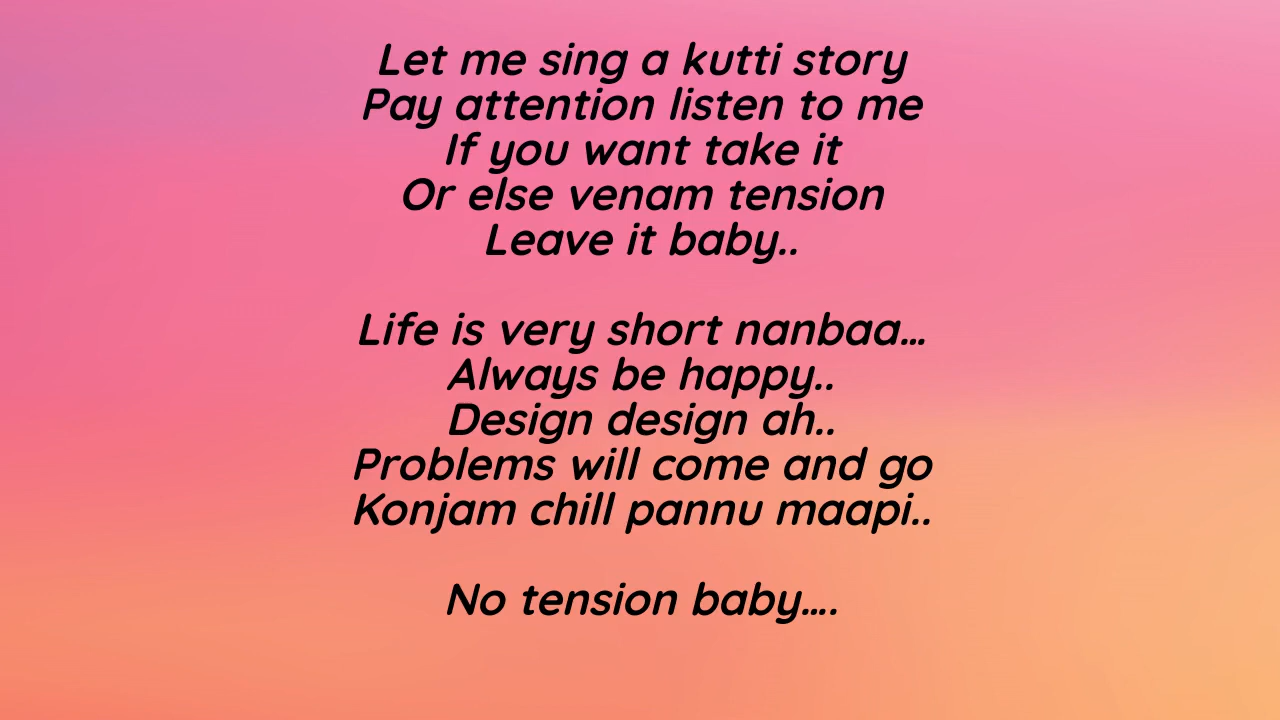 Let me sing a kutti story
Pay attention listen to me
If you want take it
Or else venam tension
Leave it baby..
Life is very short nanbaa...
Always be happy..
Design design ah..
Problems will come and go
Konjam chill pannu maapi..
No tension baby....